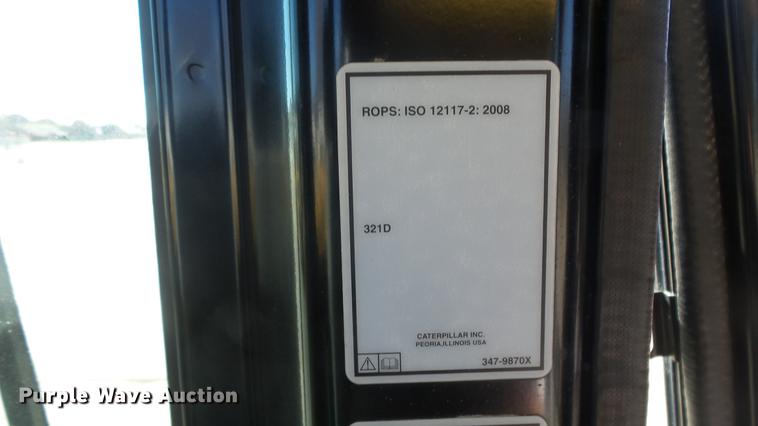 ROPS: ISO 12117-2: 2008
321D
CATERPILLAR INC.
PEORIA,ILLINOIS USA
347-9870X
Purple Wave Auction®